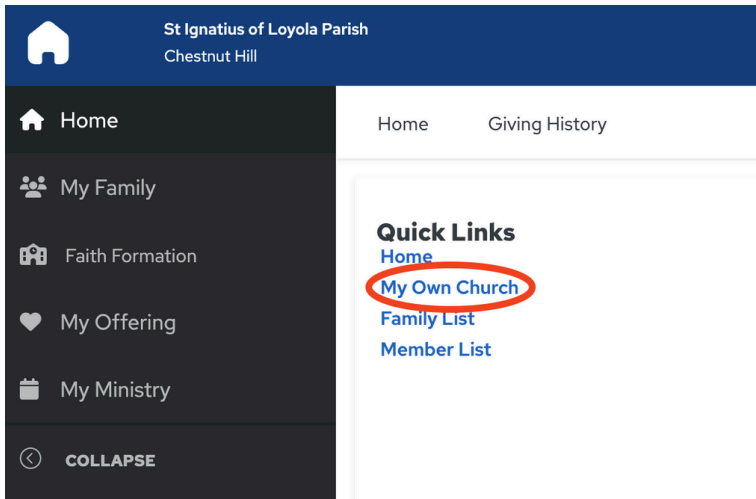 St Ignatius of Loyola Parish
Chestnut Hill
Home
My Family
Faith Formation
My Offering
My Ministry
COLLAPSE
Home Giving History
Quick Links
Home
My Own Church
Family List
Member List